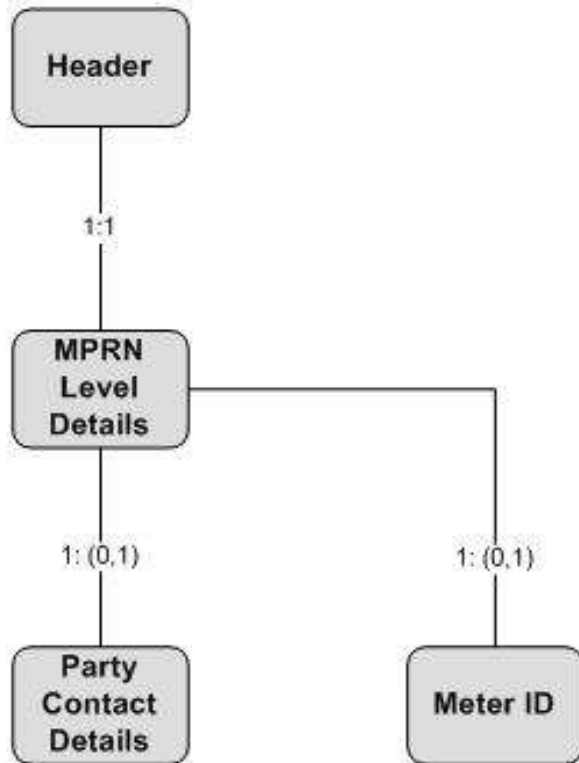 Header
1:1
MPRN
Level
Details
1: (0,1)
1: (0,1)
Party
Contact
Details
Meter ID